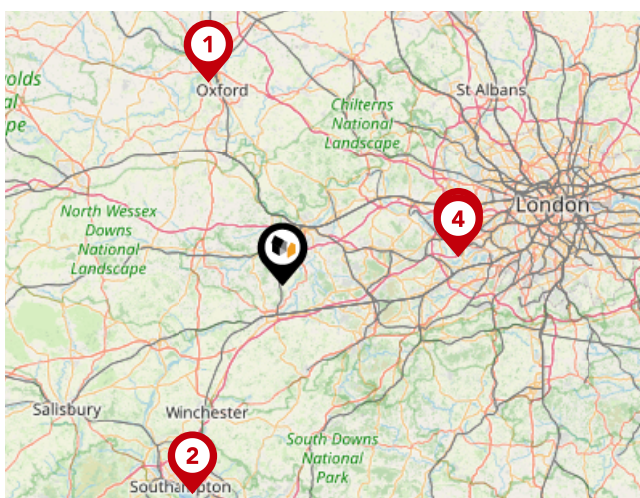 1
Oxford
St Albans
olds
al
pe
Chilterns
National
Landscape
London
North Wessex
Downs
National
Landscape
4
Salisbury
Winchester
South Downs
National
Park
2
Southampton